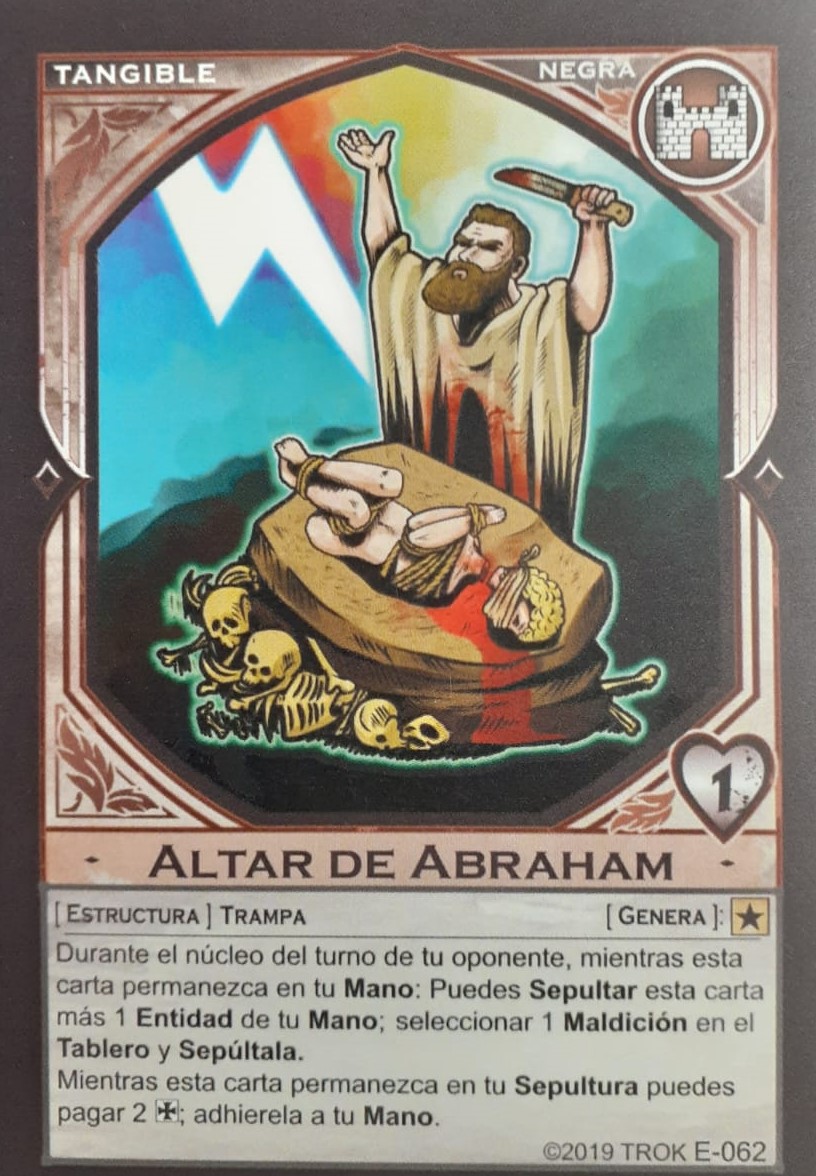 TANGIBLE
NEGRA
1
ALTAR DE ABRAHAM
[ESTRUCTURA] TRAMPA [GENERA]:
Durante el núcleo del turno de tu oponente, mientras esta
carta permanezca en tu Mano: Puedes Sepultar esta carta
más 1 Entidad de tu Mano; seleccionar 1 Maldición en el
Tablero y Sepúltala.
Mientras esta carta permanezca en tu Sepultura puedes
pagar 2 ✠; adhierela a tu Mano.
©2019 TROK E-062